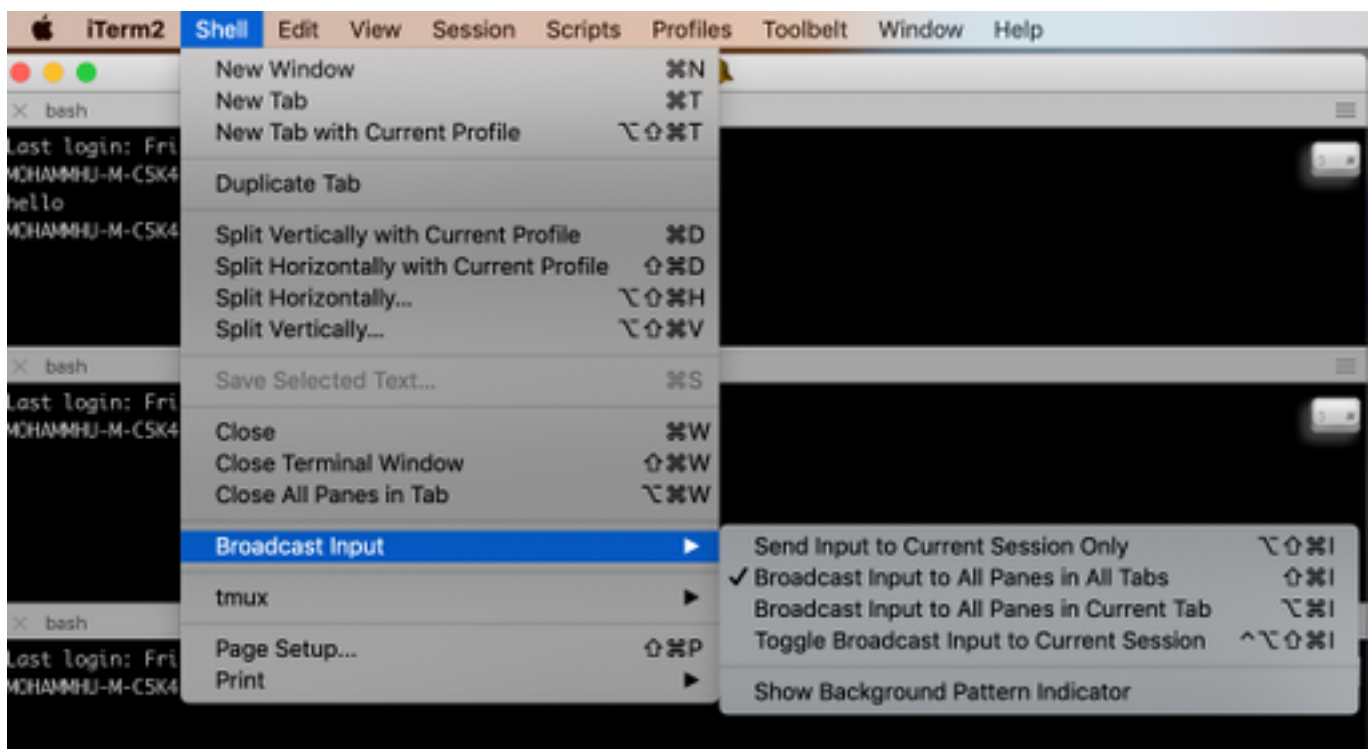 iTerm2 Shell Edit View Session Scripts Profiles Toolbelt Window Help
New Window ⌘N
bash
New Tab ⌘T
New Tab with Current Profile ⌥⇧⌘T
Last login: Fri
MOHAMMHU-M-C5K4
hello
MOHAMMHU-M-C5K4
Duplicate Tab
Split Vertically with Current Profile ⌘D
Split Horizontally with Current Profile ⇧⌘D
Split Horizontally... ⌥⇧⌘H
Split Vertically... ⌥⇧⌘V
bash
Save Selected Text... ⌘S
Last login: Fri
MOHAMMHU-M-C5K4
Close ⌘W
Close Terminal Window ⇧⌘W
Close All Panes in Tab ⌥⌘W
Broadcast Input ▶
Send Input to Current Session Only ⌥⇧⌘I
✓ Broadcast Input to All Panes in All Tabs ⇧⌘I
Broadcast Input to All Panes in Current Tab ⌥⌘I
Toggle Broadcast Input to Current Session ^⌥⇧⌘I
Show Background Pattern Indicator
tmux ▶
bash
Last login: Fri
MOHAMMHU-M-C5K4
Page Setup... ⇧⌘P
Print ▶